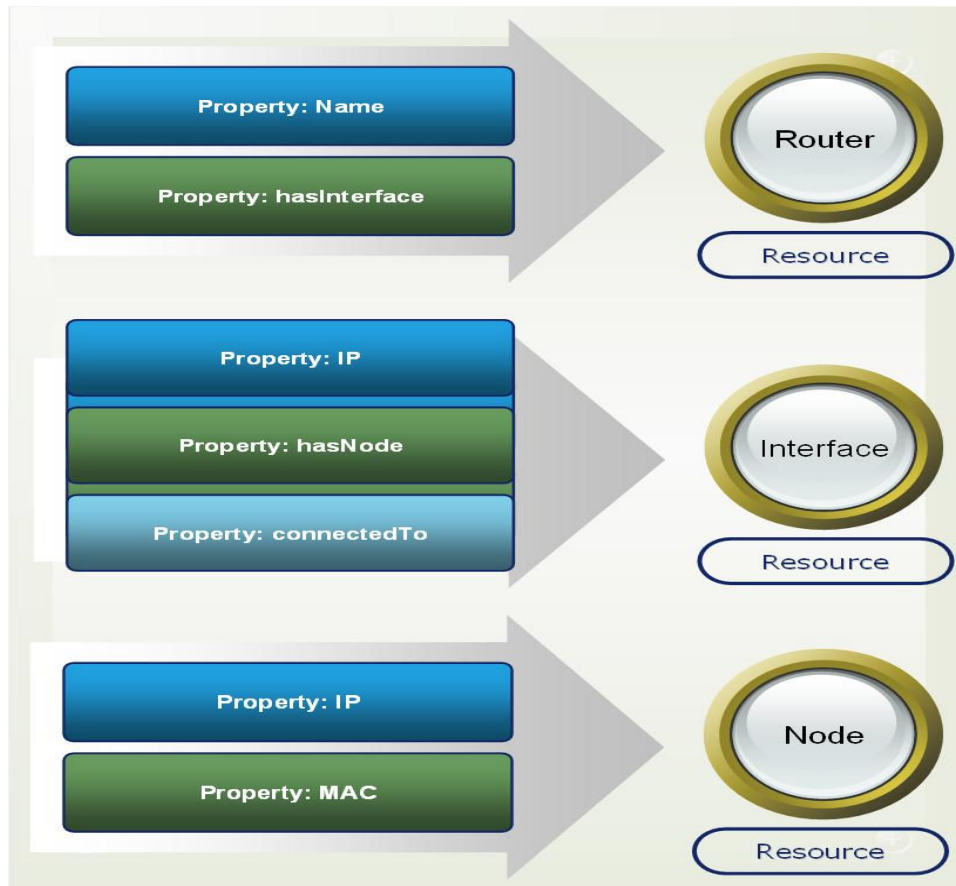 Property: Name
Property: hasInterface
Router
Resource
Property: IP
Property: hasNode
Property: connectedTo
Interface
Resource
Property: IP
Property: MAC
Node
Resource